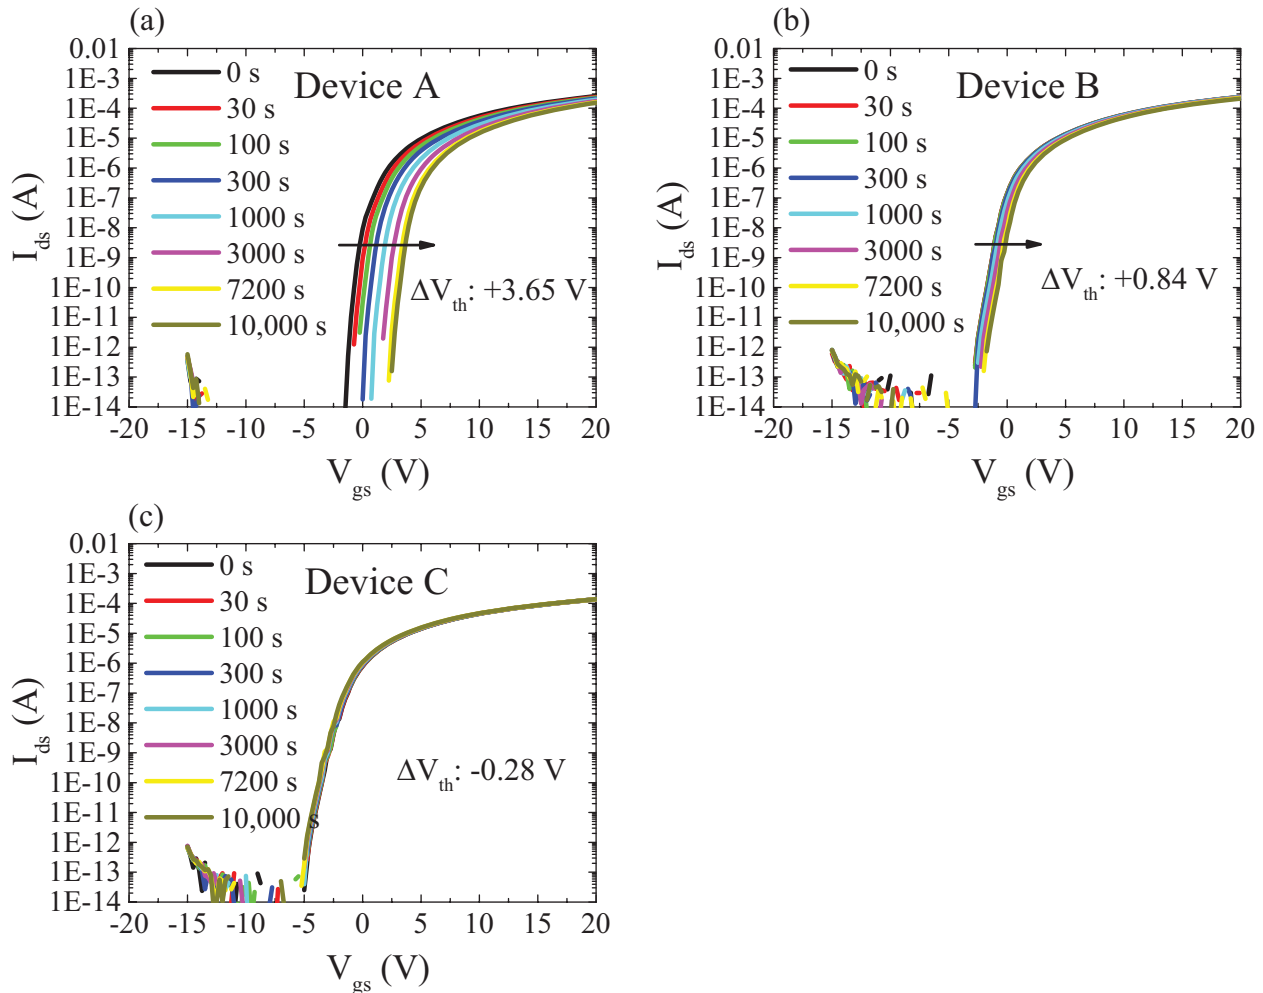 (a)
Device A
0.01
1E-3
1E-4
1E-5
1E-6
1E-7
1E-8
1E-9
1E-10
1E-11
1E-12
1E-13
1E-14
I_ds (A)
0 s
30 s
100 s
300 s
1000 s
3000 s
7200 s
10,000 s
ΔV_th: +3.65 V
-20 -15 -10 -5 0 5 10 15 20
V_gs (V)
(b)
Device B
0.01
1E-3
1E-4
1E-5
1E-6
1E-7
1E-8
1E-9
1E-10
1E-11
1E-12
1E-13
1E-14
I_ds (A)
0 s
30 s
100 s
300 s
1000 s
3000 s
7200 s
10,000 s
ΔV_th: +0.84 V
-20 -15 -10 -5 0 5 10 15 20
V_gs (V)
(c)
Device C
0.01
1E-3
1E-4
1E-5
1E-6
1E-7
1E-8
1E-9
1E-10
1E-11
1E-12
1E-13
1E-14
I_ds (A)
0 s
30 s
100 s
300 s
1000 s
3000 s
7200 s
10,000 s
ΔV_th: -0.28 V
-20 -15 -10 -5 0 5 10 15 20
V_gs (V)